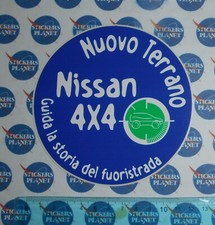 Nuovo Terrano
Nissan
4X4
Guida la storia del fuoristrada
STICKERS
PLANET